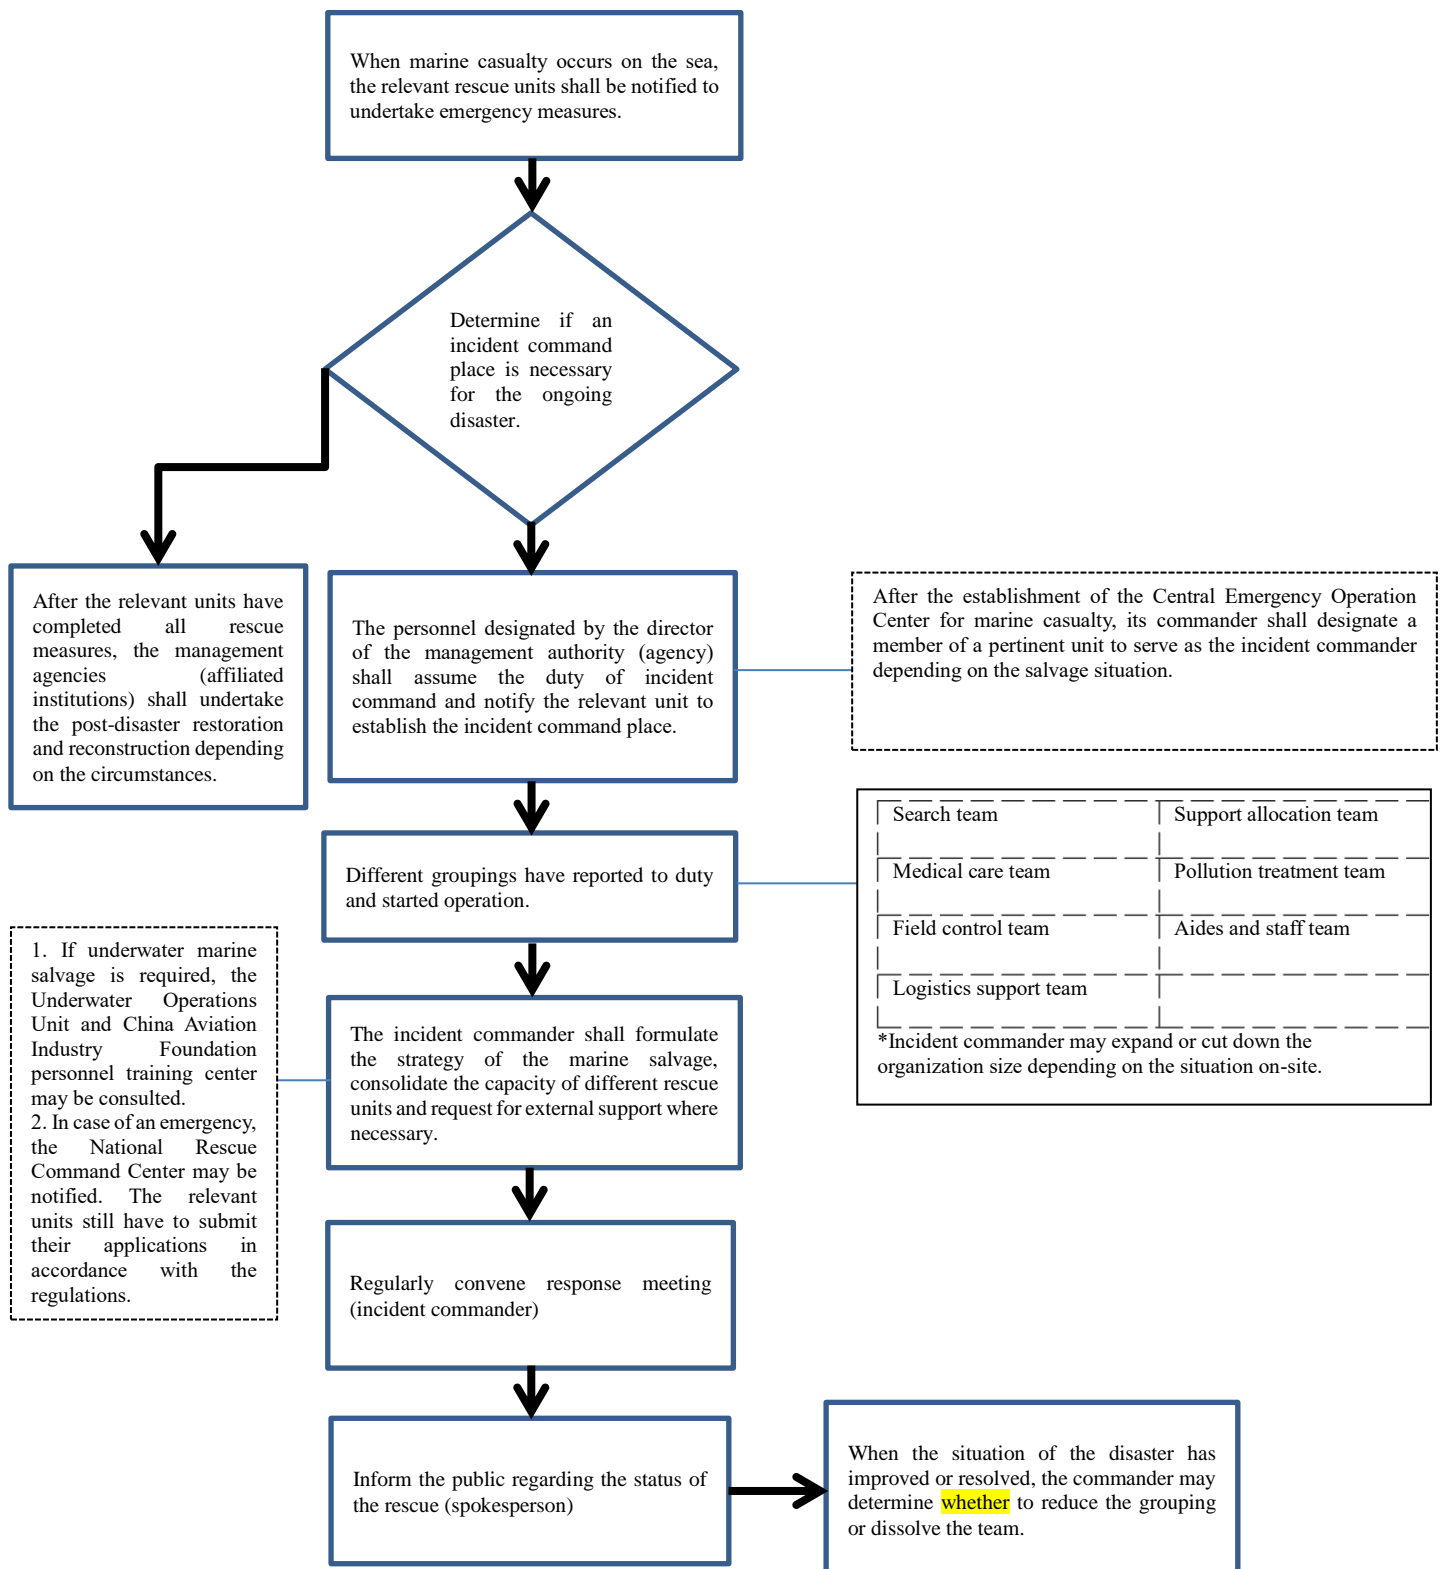 When marine casualty occurs on the sea,
the relevant rescue units shall be notified to
undertake emergency measures.
Determine if an
incident command
place is necessary
for the ongoing
disaster.
After the relevant units have
completed all rescue
measures, the management
agencies (affiliated
institutions) shall undertake
the post-disaster restoration
and reconstruction depending
on the circumstances.
The personnel designated by the director
of the management authority (agency)
shall assume the duty of incident
command and notify the relevant unit to
establish the incident command place.
After the establishment of the Central Emergency Operation
Center for marine casualty, its commander shall designate a
member of a pertinent unit to serve as the incident commander
depending on the salvage situation.
Different groupings have reported to duty
and started operation.
Search team
Support allocation team
Medical care team
Pollution treatment team
Field control team
Aides and staff team
Logistics support team
*Incident commander may expand or cut down the
organization size depending on the situation on-site.
1. If underwater marine
salvage is required, the
Underwater Operations
Unit and China Aviation
Industry Foundation
personnel training center
may be consulted.
2. In case of an emergency,
the National Rescue
Command Center may be
notified. The relevant
units still have to submit
their applications in
accordance with the
regulations.
The incident commander shall formulate
the strategy of the marine salvage,
consolidate the capacity of different rescue
units and request for external support where
necessary.
Regularly convene response meeting
(incident commander)
Inform the public regarding the status of
the rescue (spokesperson)
When the situation of the disaster has
improved or resolved, the commander may
determine whether to reduce the grouping
or dissolve the team.